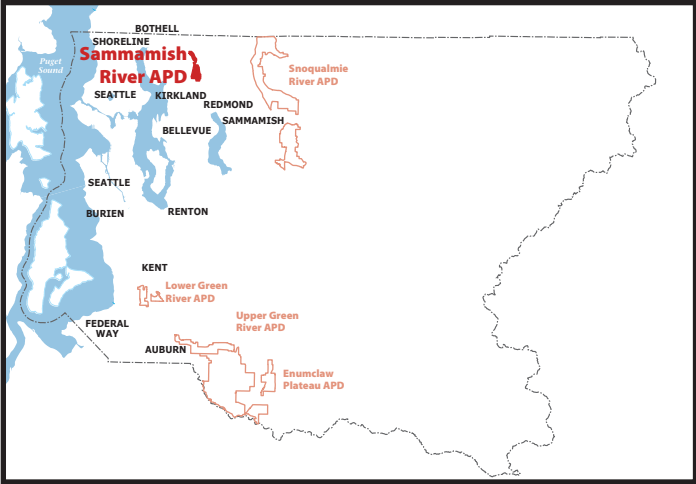 BOTHELL
SHORELINE
Sammamish
River APD
Puget
Sound
Snoqualmie
River APD
SEATTLE
KIRKLAND
REDMOND
SAMMAMISH
BELLEVUE
SEATTLE
BURIEN
RENTON
KENT
Lower Green
River APD
Upper Green
River APD
FEDERAL
WAY
AUBURN
Enumclaw
Plateau APD